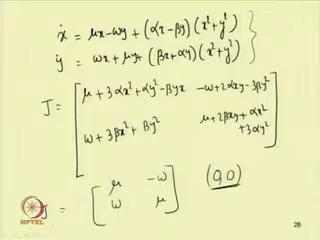 ẋ = μx-ωy + (αx-βy)(x²+y²)
ẏ = ωx + μy + (βx+αy)(x²+y²)
J = [ μ + 3αx²+αy²-βyx   -ω+2αxy-3βy²
ω + 3βx² + βy²   μ+2βxy+αx²
+3αy² ]
J = [ μ   -ω   (0,0)
ω   μ ]
NPTEL
26